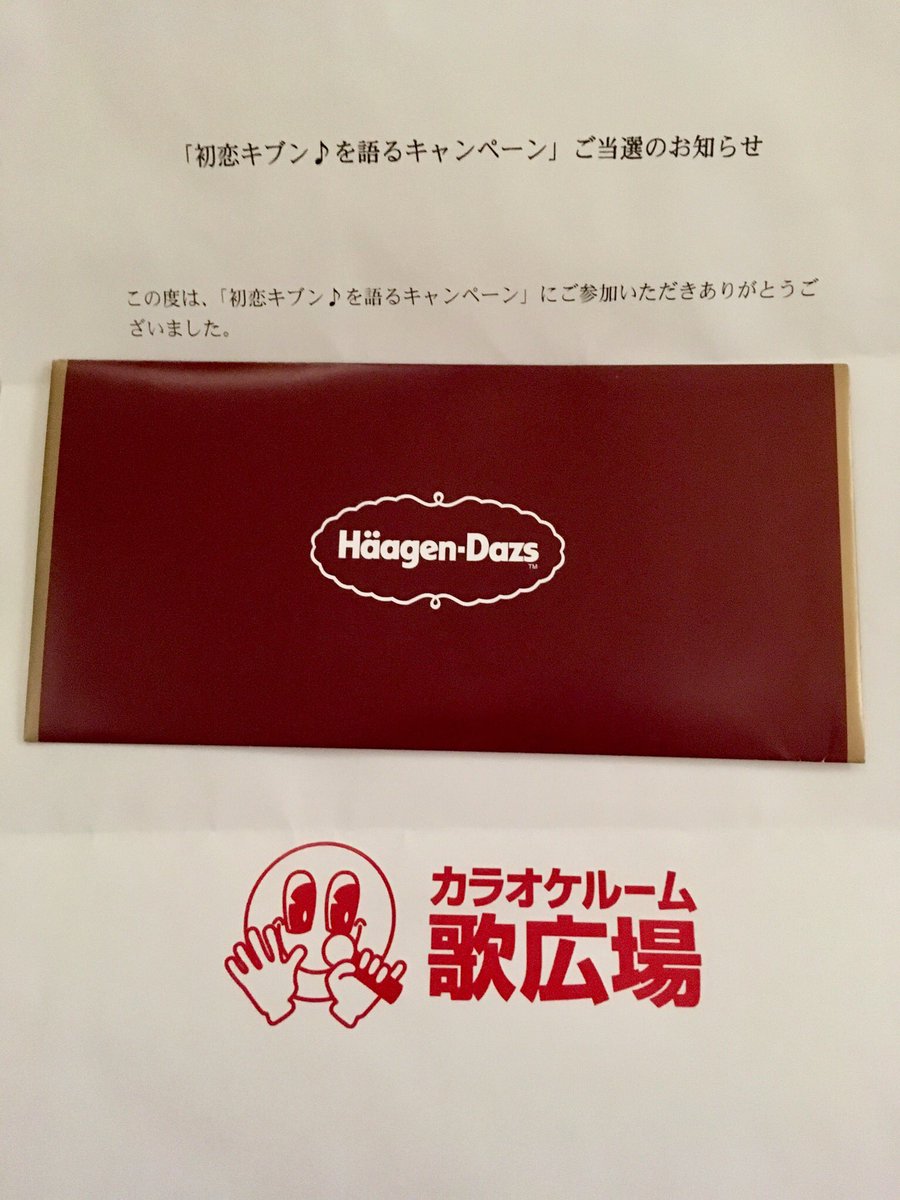 「初恋キブン♪を語るキャンペーン」ご当選のお知らせ
この度は、「初恋キブン♪を語るキャンペーン」にご参加いただきありがとうご
ざいました。
Häagen-Dazs
TM
カラオケルーム
歌広場